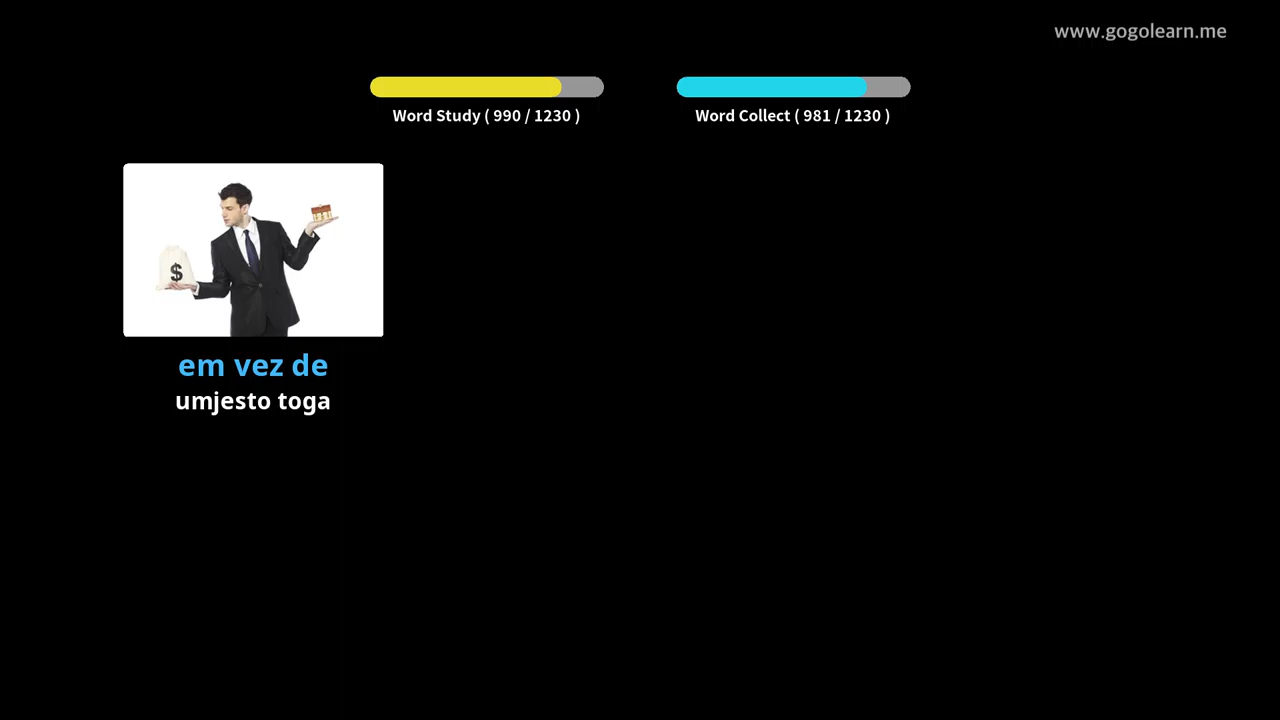 www.gogolearn.me
Word Study ( 990 / 1230 )
Word Collect ( 981 / 1230 )
$
em vez de
umjesto toga